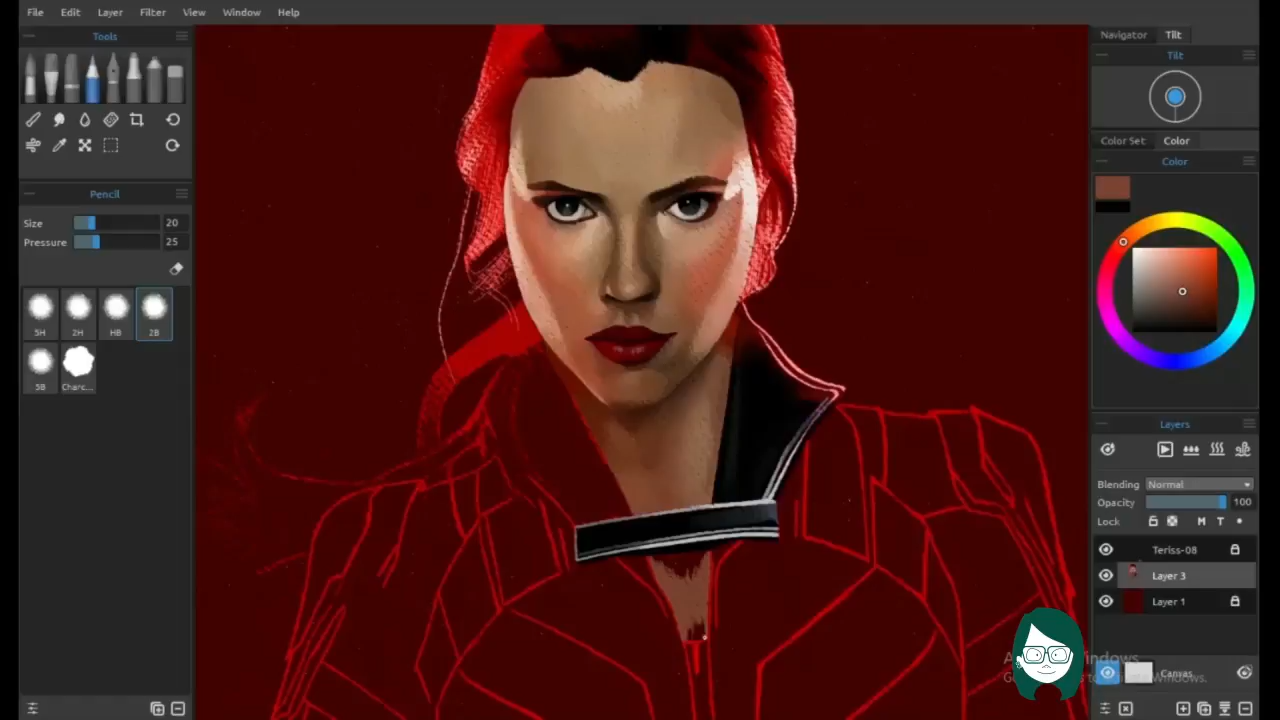 File Edit Layer Filter View Window Help
Tools
Pencil
Size 20
Pressure 25
5H 2H HB 2B
5B Charc...
Navigator Tilt
Tilt
Color Set Color
Color
Layers
Blending Normal
Opacity 100
Lock M T
Teriss-08
Layer 3
Layer 1
Canvas